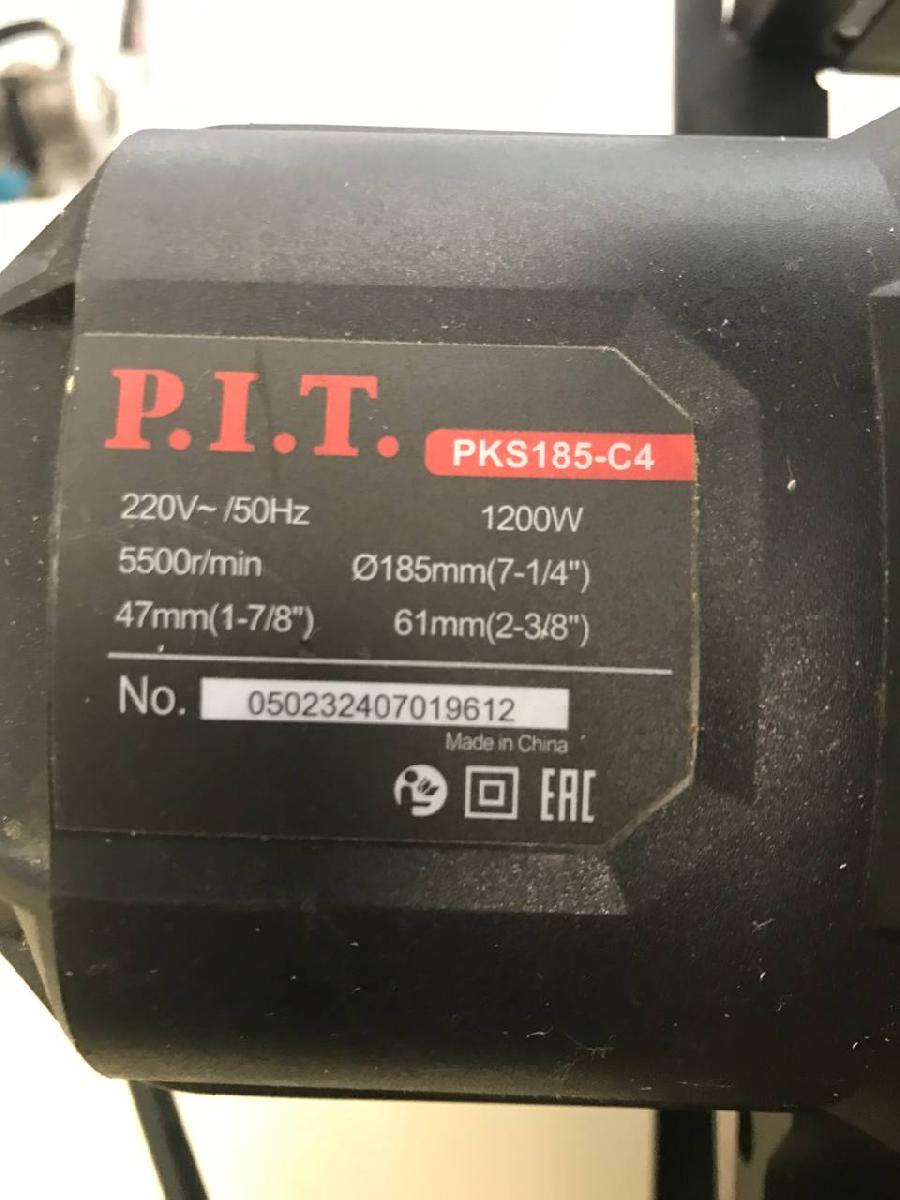 P.I.T.
PKS185-C4
220V~ /50Hz 1200W
5500r/min Ø185mm(7-1/4")
47mm(1-7/8") 61mm(2-3/8")
No. 050232407019612
Made in China
EAC